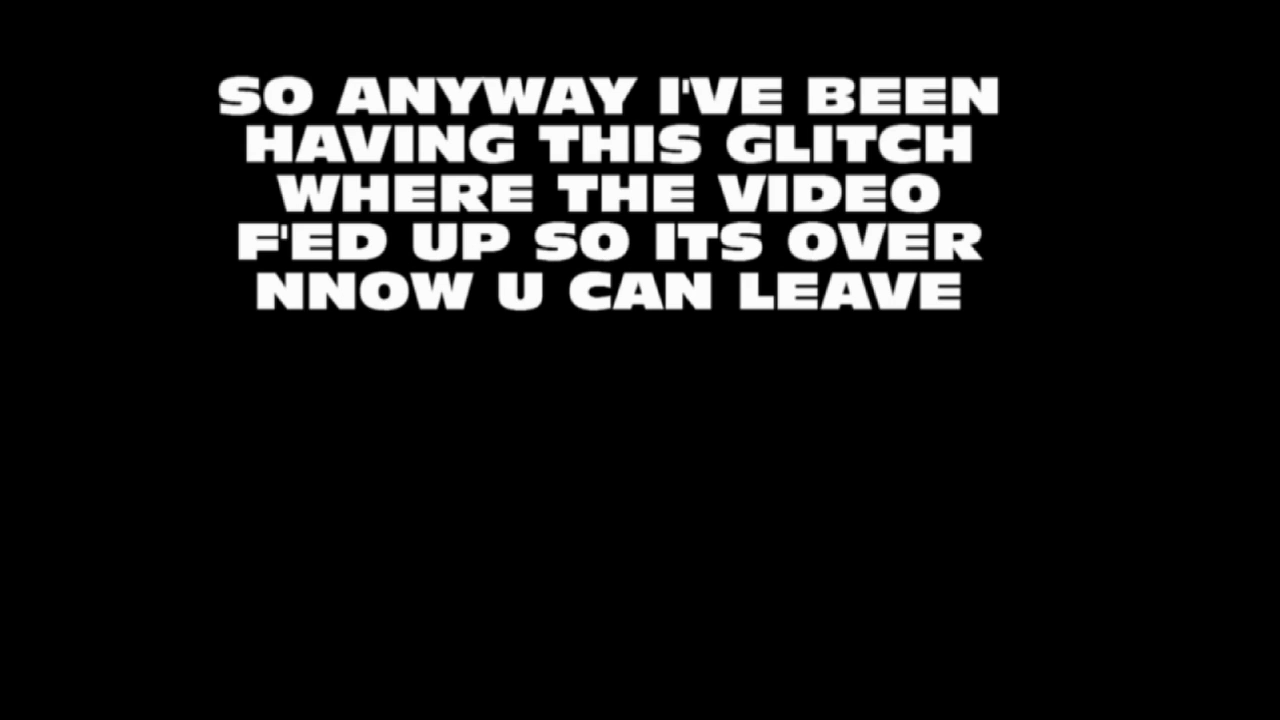 SO ANYWAY I'VE BEEN
HAVING THIS GLITCH
WHERE THE VIDEO
F'ED UP SO ITS OVER
NNOW U CAN LEAVE